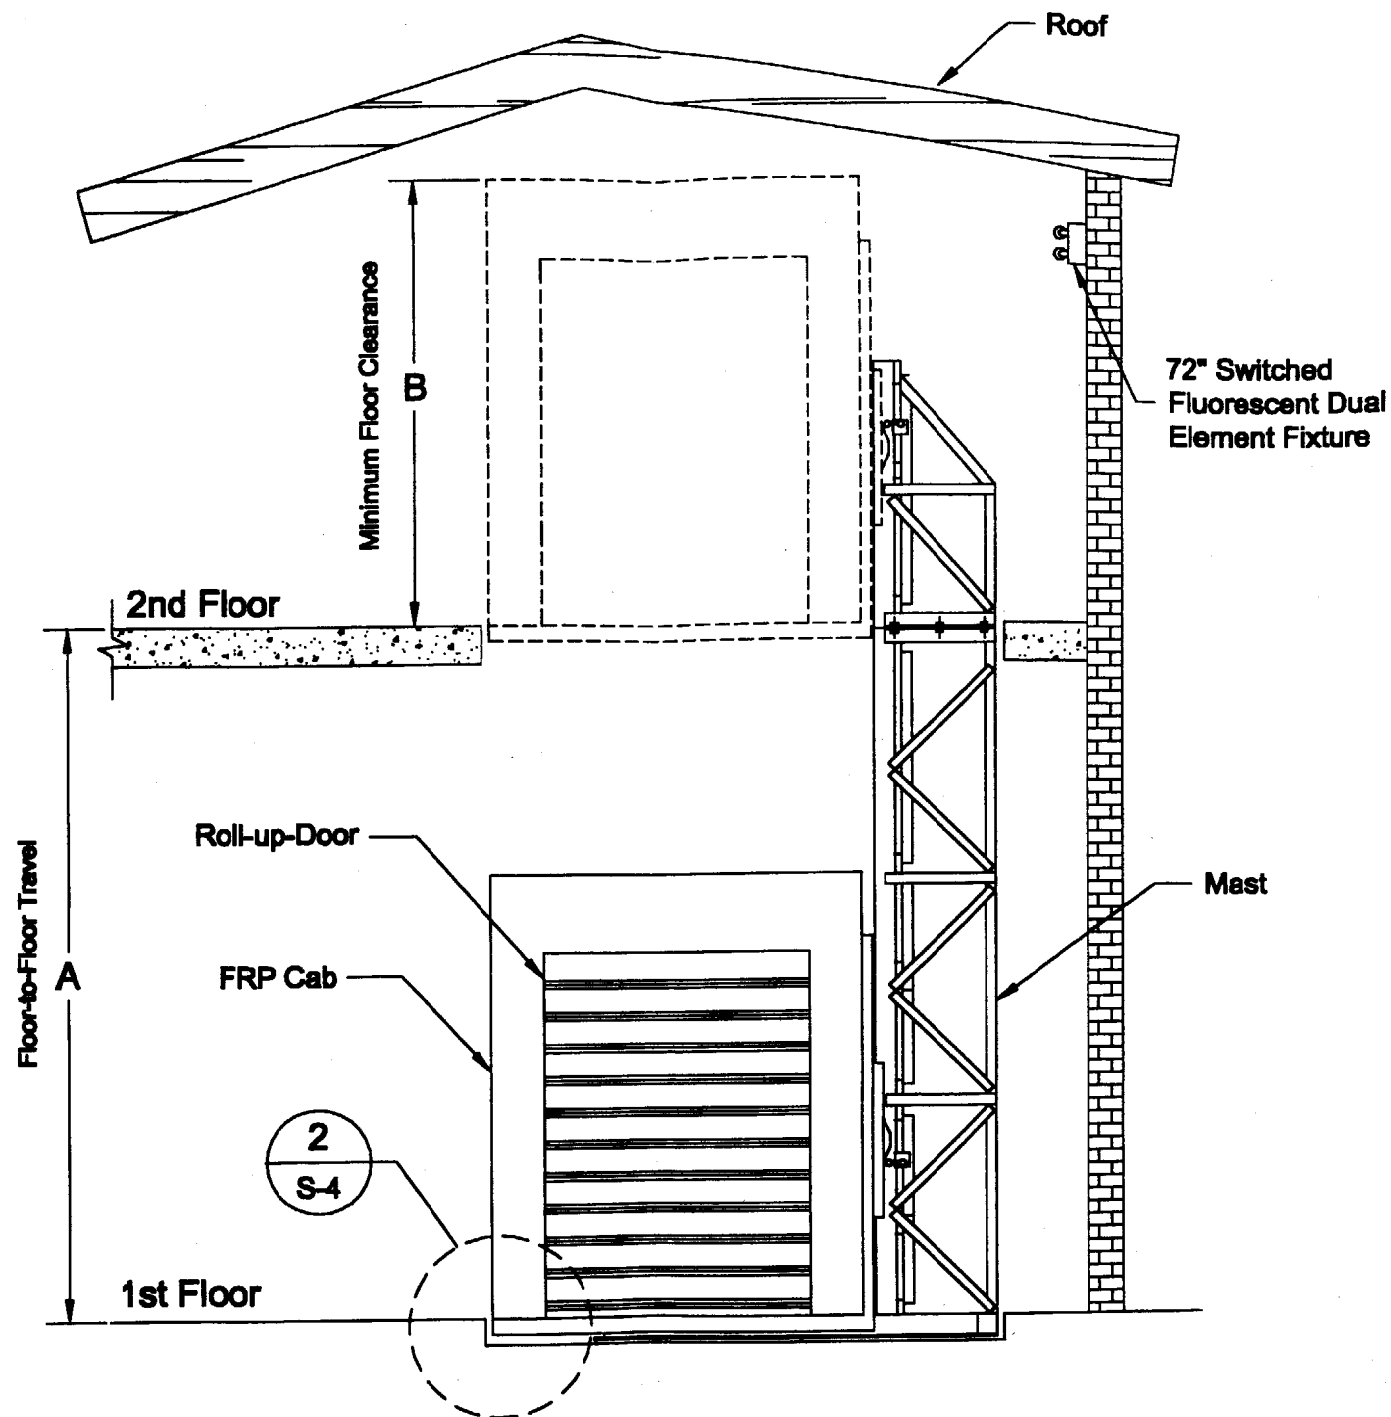 Roof
Minimum Floor Clearance
B
72" Switched
Fluorescent Dual
Element Fixture
2nd Floor
Roll-up-Door
Mast
Floor-to-Floor Travel
A
FRP Cab
2
S-4
1st Floor